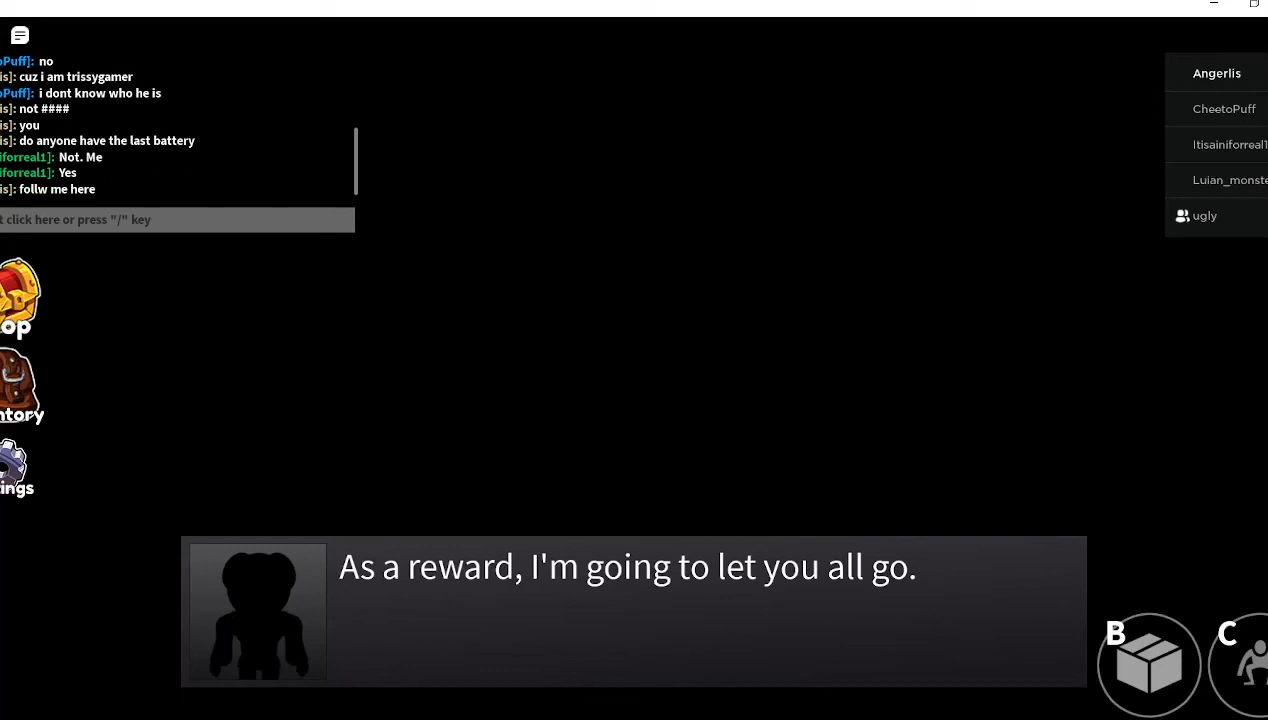 oPuff]: no
is]: cuz i am trissygamer
oPuff]: i dont know who he is
is]: not ####
is]: you
is]: do anyone have the last battery
iforreal1]: Not. Me
iforreal1]: Yes
is]: follw me here
t click here or press "/" key
op
ntory
tings
Angerlis
CheetoPuff
Itisainiforreal1
Luian_monste
ugly
As a reward, I'm going to let you all go.
B
C